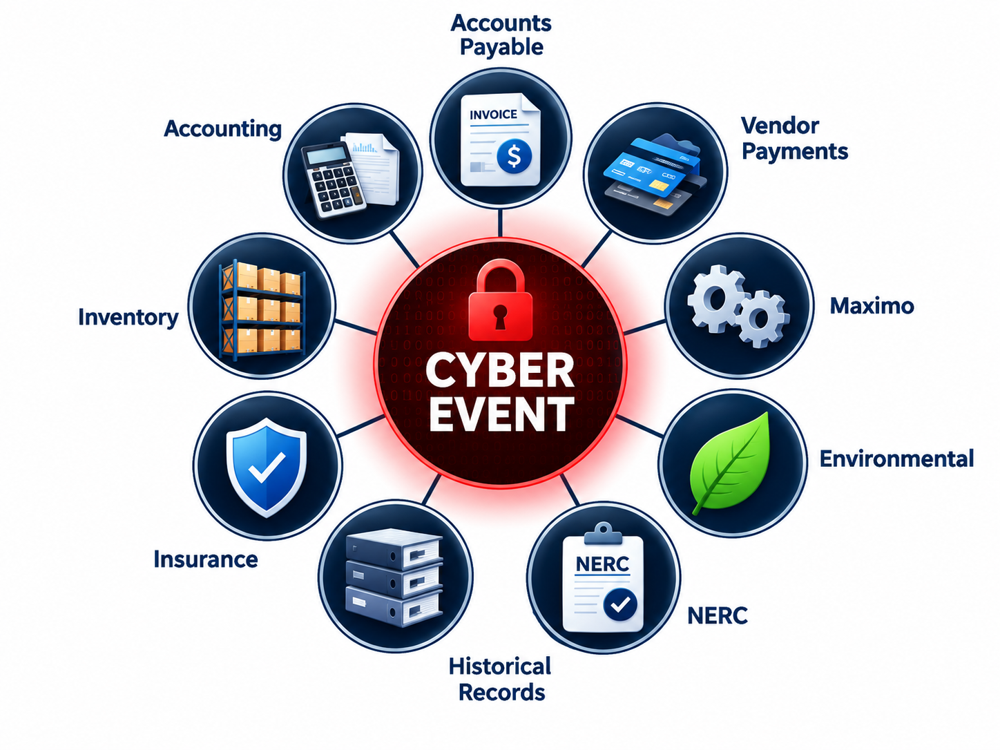 Accounts
Payable
INVOICE
$
Accounting
Vendor
Payments
Inventory
Maximo
CYBER
EVENT
Environmental
Insurance
NERC
NERC
Historical
Records